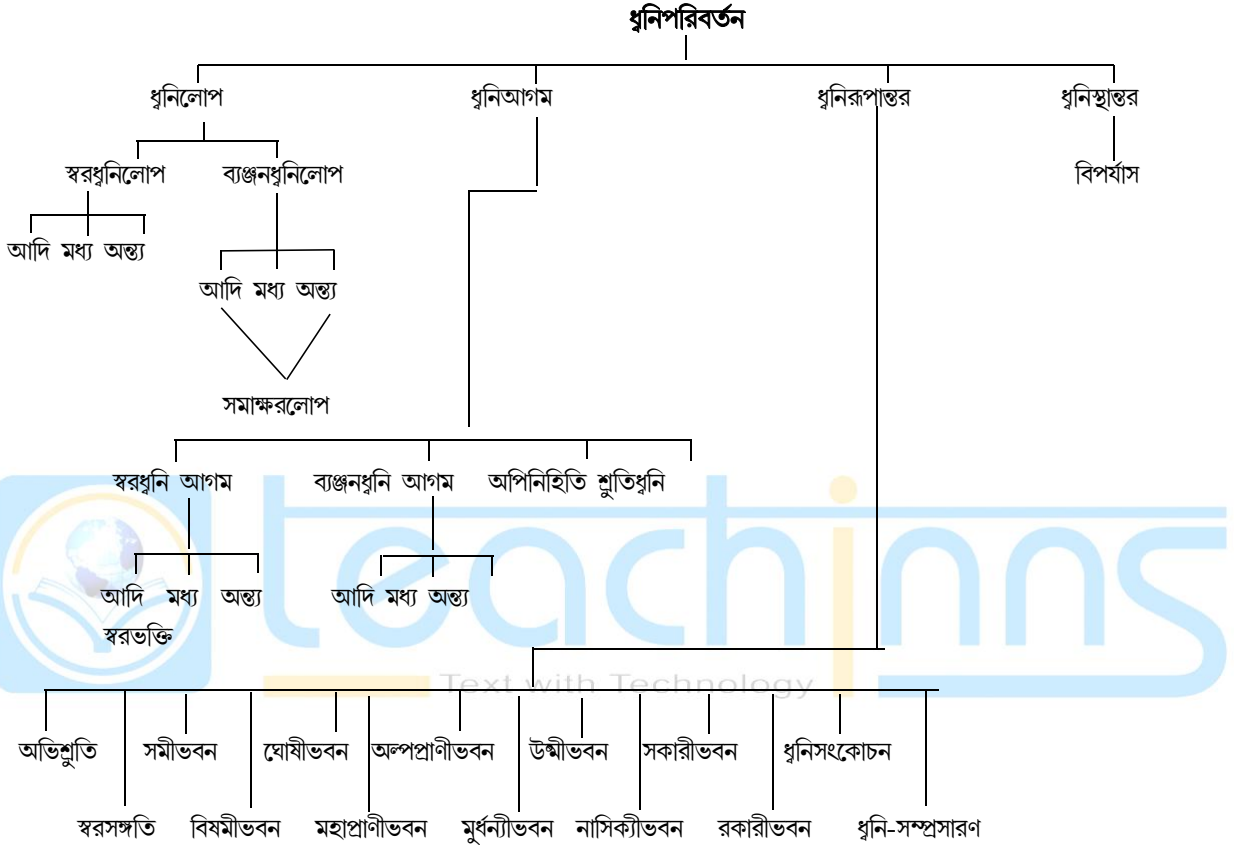 ধ্বনিপরিবর্তন
ধ্বনিলোপ ধ্বনিআগম ধ্বনিরূপান্তর ধ্বনিস্থান্তর
স্বরধ্বনিলোপ ব্যঞ্জনধ্বনিলোপ বিপর্যাস
আদি মধ্য অন্ত্য
আদি মধ্য অন্ত্য
সমাক্ষরলোপ
স্বরধ্বনি আগম ব্যঞ্জনধ্বনি আগম অপিনিহিতি শ্রুতিধ্বনি
আদি মধ্য অন্ত্য আদি মধ্য অন্ত্য
স্বরভক্তি
teachinns
Text with Technology
অভিশ্রুতি সমীভবন ঘোষীভবন অল্পপ্রাণীভবন উষ্মীভবন সকারীভবন ধ্বনিসংকোচন
স্বরসঙ্গতি বিষমীভবন মহাপ্রাণীভবন মুর্ধন্যীভবন নাসিক্যীভবন রকারীভবন ধ্বনি-সম্প্রসারণ